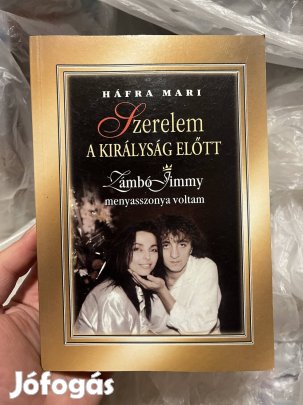 HÁFRA MARI
Szerelem
A KIRÁLYSÁG ELŐTT
Zámbó Jimmy
menyasszonya voltam
Jófogás